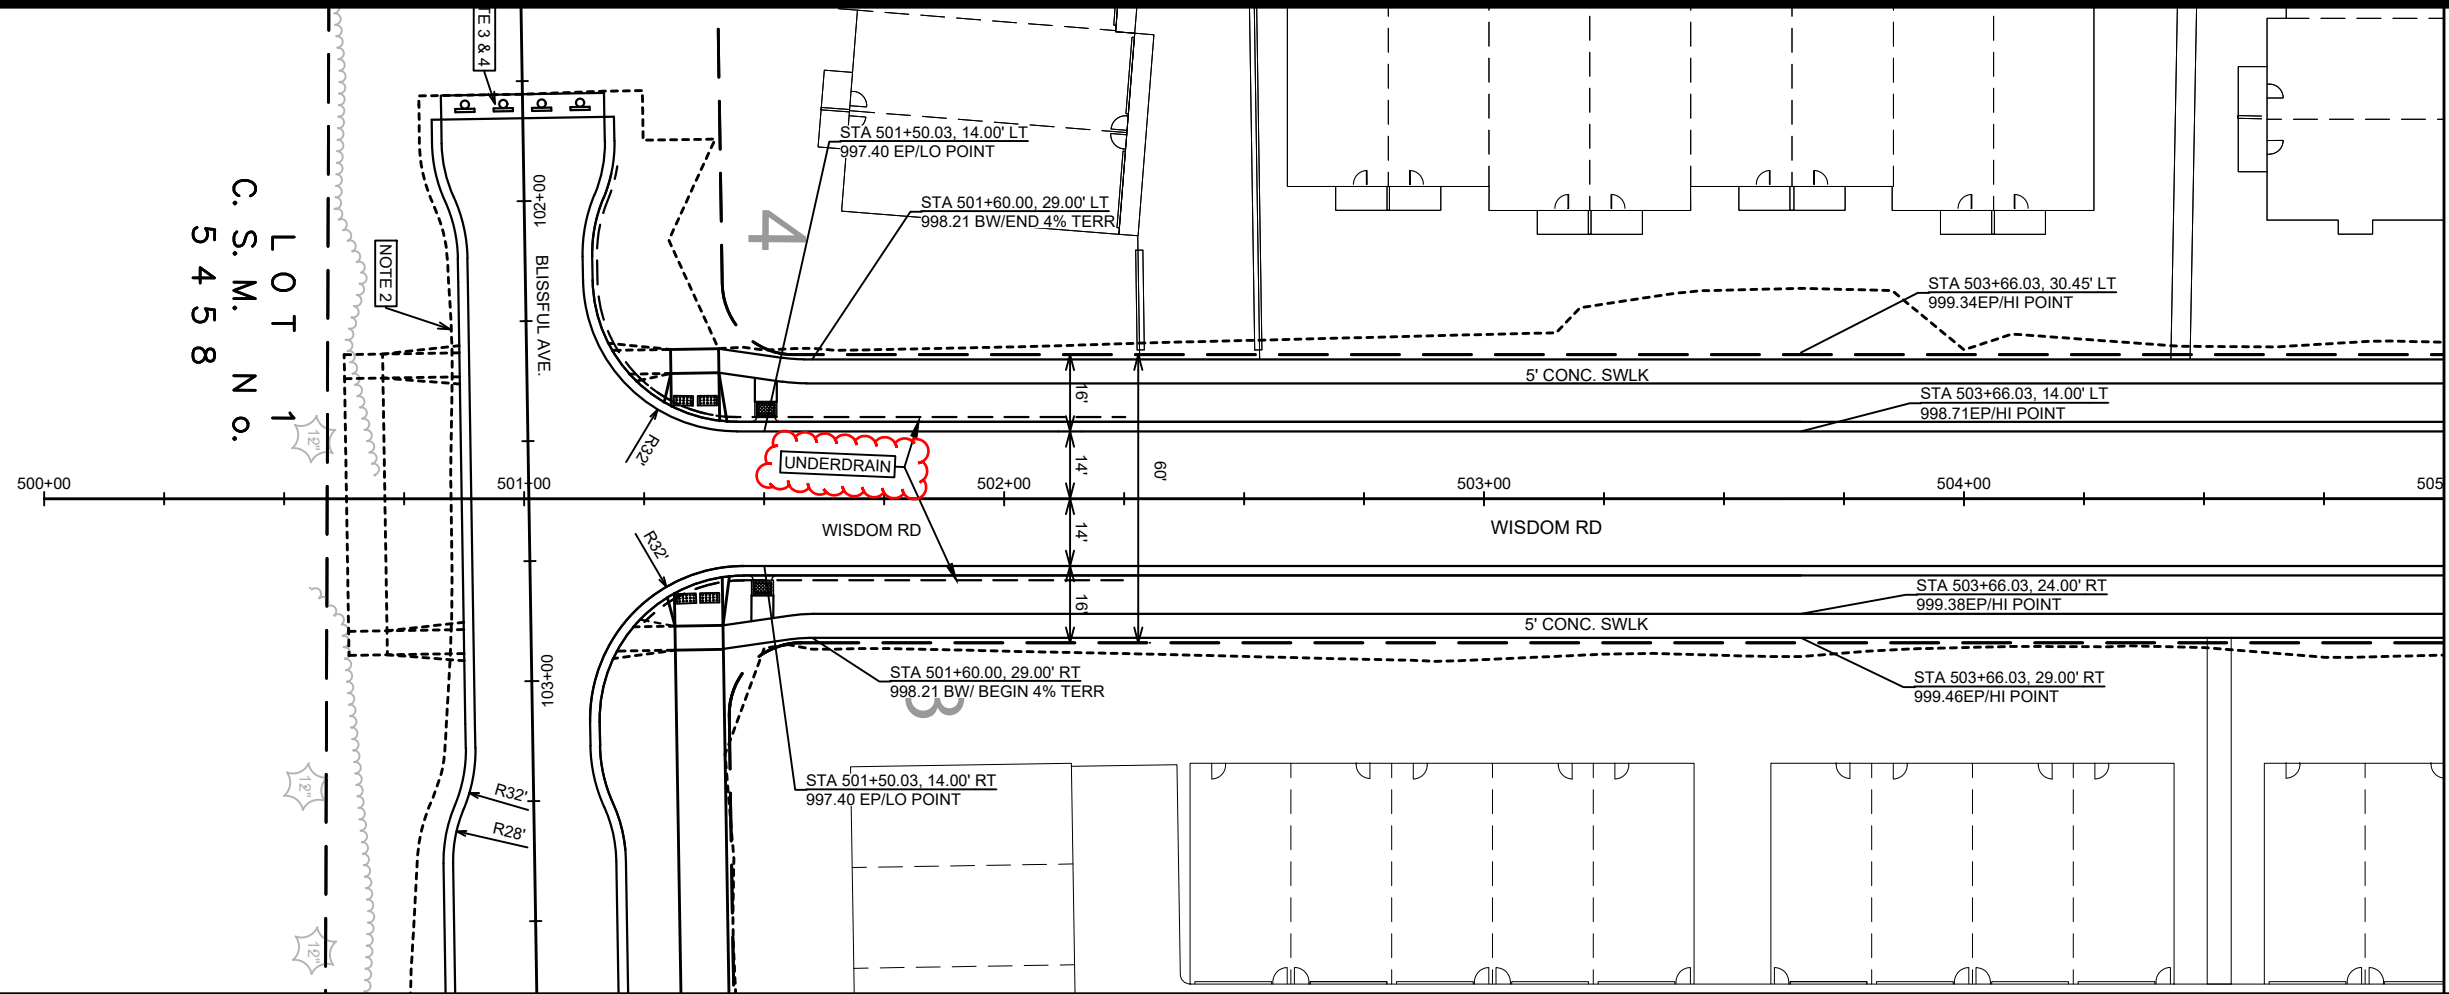 TE 3 & 4
STA 501+50.03, 14.00' LT
997.40 EP/LO POINT
STA 501+60.00, 29.00' LT
998.21 BW/END 4% TERR
102+00
4
LOT 1
C.S.M. No.
5458
NOTE 2
BLISSFUL AVE.
STA 503+66.03, 30.45' LT
999.34EP/HI POINT
5' CONC. SWLK
STA 503+66.03, 14.00' LT
998.71EP/HI POINT
16'
R32'
12"
UNDERDRAIN
14'
60'
500+00
501+00
502+00
503+00
504+00
505
WISDOM RD
WISDOM RD
14'
R32'
16'
STA 503+66.03, 24.00' RT
999.38EP/HI POINT
5' CONC. SWLK
103+00
STA 501+60.00, 29.00' RT
998.21 BW/ BEGIN 4% TERR
3
STA 503+66.03, 29.00' RT
999.46EP/HI POINT
STA 501+50.03, 14.00' RT
997.40 EP/LO POINT
12"
R32'
R28'
12"